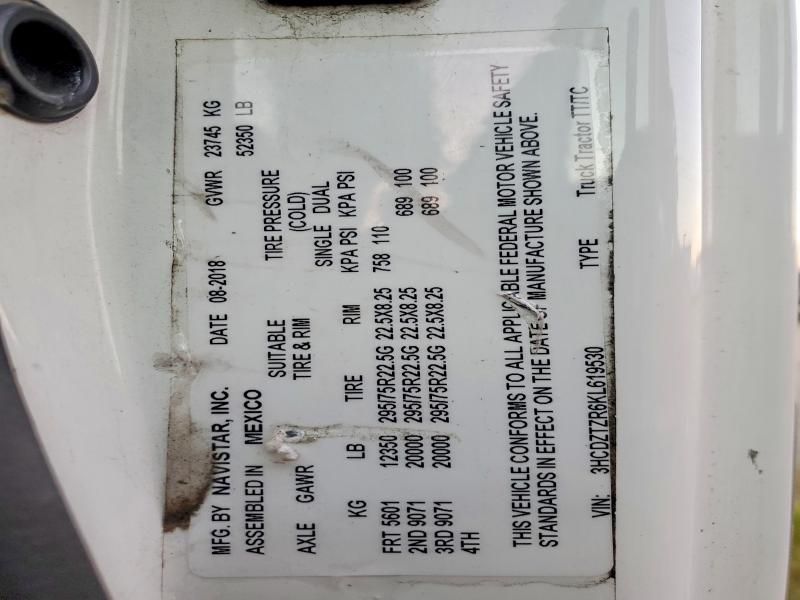 MFG. BY NAVISTAR, INC. DATE 08-2018 GVWR 23745 KG
ASSEMBLED IN MEXICO 52350 LB
SUITABLE TIRE PRESSURE
AXLE GAWR TIRE & RIM (COLD)
SINGLE DUAL
KG LB TIRE RIM KPA PSI KPA PSI
FRT 5601 12350 295/75R22.5G 22.5X8.25 758 110
2ND 9071 20000 295/75R22.5G 22.5X8.25 689 100
3RD 9071 20000 295/75R22.5G 22.5X8.25 689 100
4TH
THIS VEHICLE CONFORMS TO ALL APPLICABLE FEDERAL MOTOR VEHICLE SAFETY
STANDARDS IN EFFECT ON THE DATE OF MANUFACTURE SHOWN ABOVE.
VIN: 3HCDZTZR6KL619530 TYPE Truck Tractor TT/TC